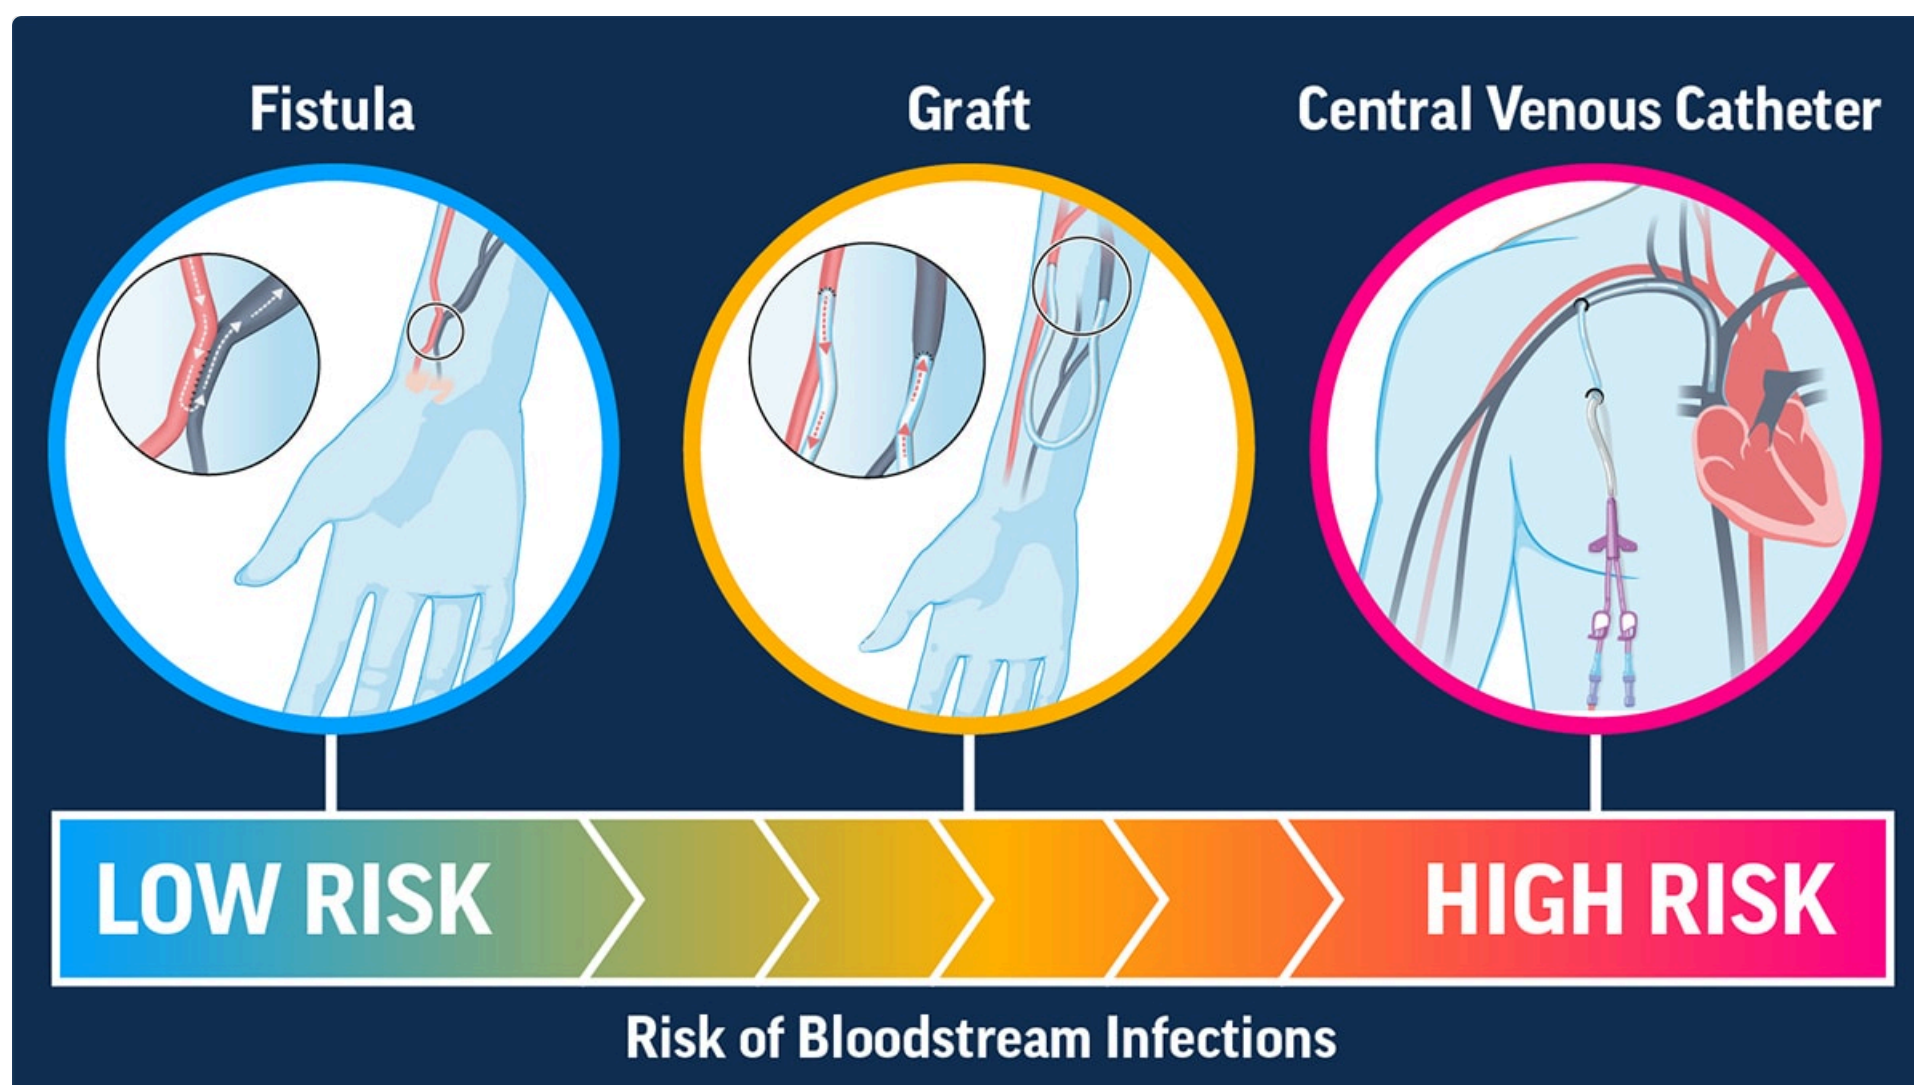 Fistula
Graft
Central Venous Catheter
LOW RISK
HIGH RISK
Risk of Bloodstream Infections